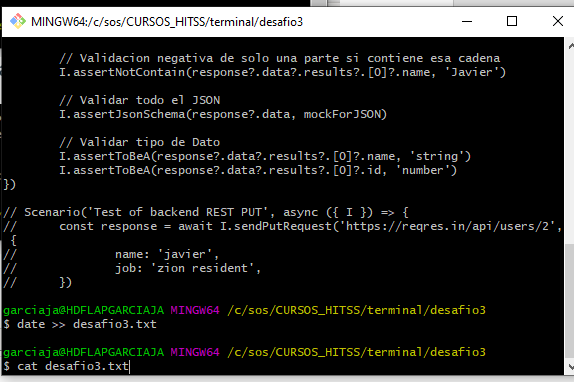 MINGW64:/c/sos/CURSOS_HITSS/terminal/desafio3
// Validacion negativa de solo una parte si contiene esa cadena
I.assertNotContain(response?.data?.results?.[0]?.name, 'Javier')
// Validar todo el JSON
I.assertJsonSchema(response?.data, mockForJSON)
// Validar tipo de Dato
I.assertToBeA(response?.data?.results?.[0]?.name, 'string')
I.assertToBeA(response?.data?.results?.[0]?.id, 'number')
})
// Scenario('Test of backend REST PUT', async ({ I }) => {
// const response = await I.sendPutRequest('https://reqres.in/api/users/2',
{
// name: 'javier',
// job: 'zion resident',
// })
garciaja@HDFLAPGARCIAJA MINGW64 /c/sos/CURSOS_HITSS/terminal/desafio3
$ date >> desafio3.txt
garciaja@HDFLAPGARCIAJA MINGW64 /c/sos/CURSOS_HITSS/terminal/desafio3
$ cat desafio3.txt